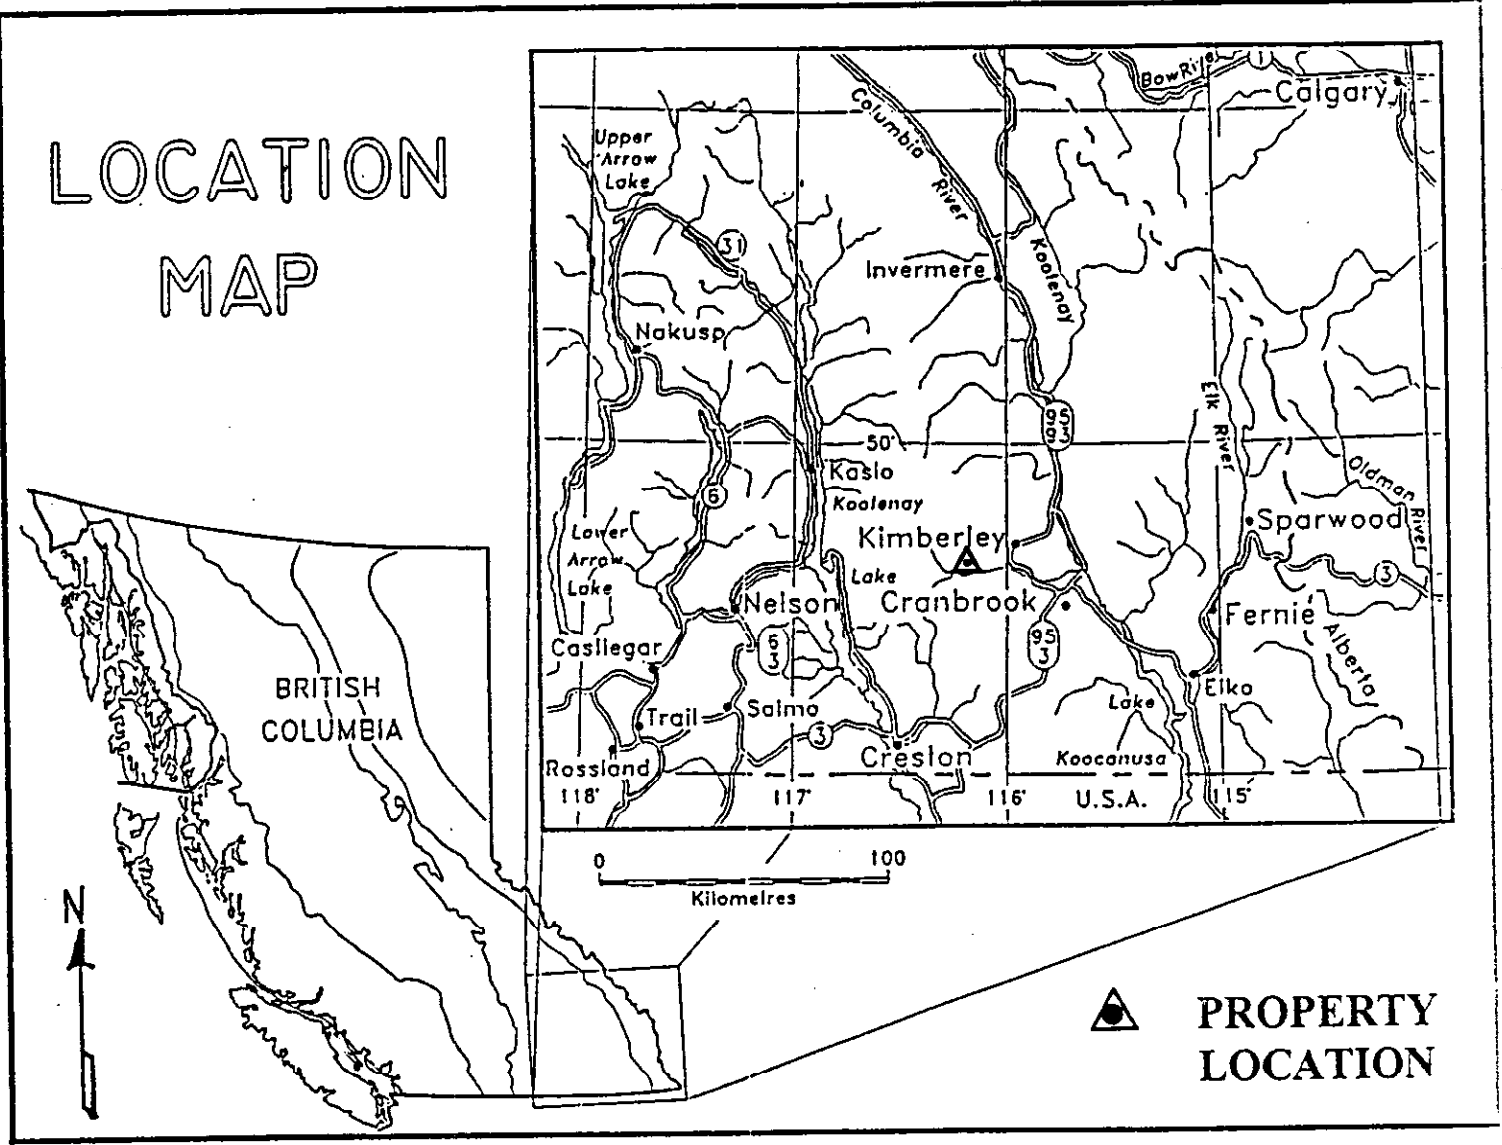 LOCATION
MAP
Bow River
1
Calgary
Columbia
River
Upper
Arrow
Lake
31
Invermere
Kootenay
Nakusp
Elk
River
95
93
50°
Kaslo
Kootenay
Lake
6
Oldman
River
Sparwood
Kimberley
Lower
Arrow
Lake
3
Nelson
Cranbrook
Fernie
Alberta
Castlegar
6
3
95
3
Elko
Lake
Koocanusa
Trail
Salmo
3
Creston
Rossland
118°
117°
116°
U.S.A.
115°
BRITISH
COLUMBIA
0
100
Kilometres
N
PROPERTY
LOCATION